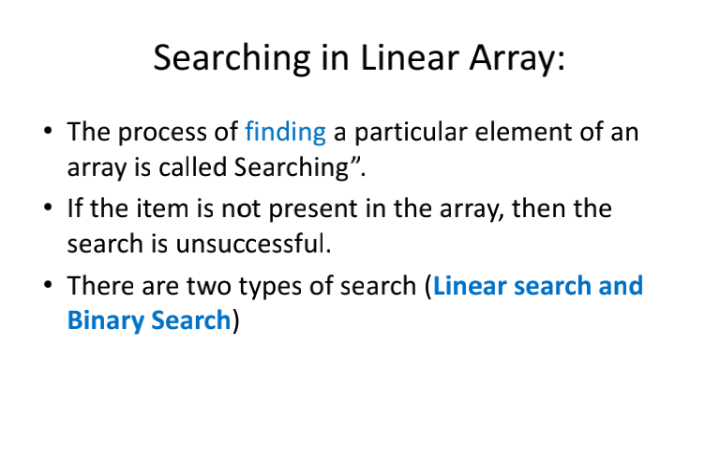 Searching in Linear Array:
• The process of finding a particular element of an
array is called Searching”.
• If the item is not present in the array, then the
search is unsuccessful.
• There are two types of search (Linear search and
Binary Search)